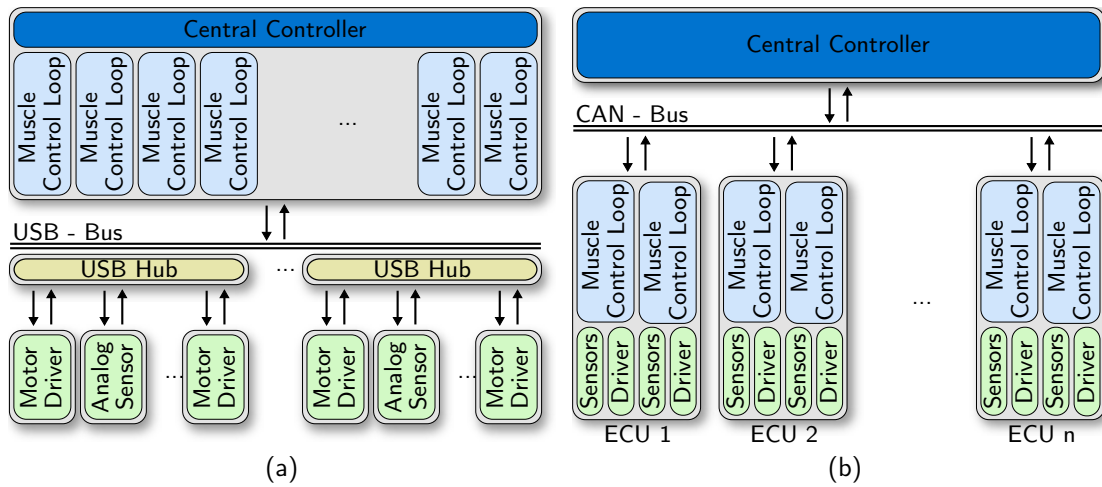 Central Controller
Muscle
Control Loop
Muscle
Control Loop
Muscle
Control Loop
Muscle
Control Loop
...
Muscle
Control Loop
Muscle
Control Loop
USB - Bus
USB Hub
...
USB Hub
Motor
Driver
Analog
Sensor
...
Motor
Driver
Motor
Driver
Analog
Sensor
...
Motor
Driver
(a)
Central Controller
CAN - Bus
Muscle
Control Loop
Muscle
Control Loop
Sensors
Driver
Sensors
Driver
ECU 1
Muscle
Control Loop
Muscle
Control Loop
Sensors
Driver
Sensors
Driver
ECU 2
...
Muscle
Control Loop
Muscle
Control Loop
Sensors
Driver
Sensors
Driver
ECU n
(b)